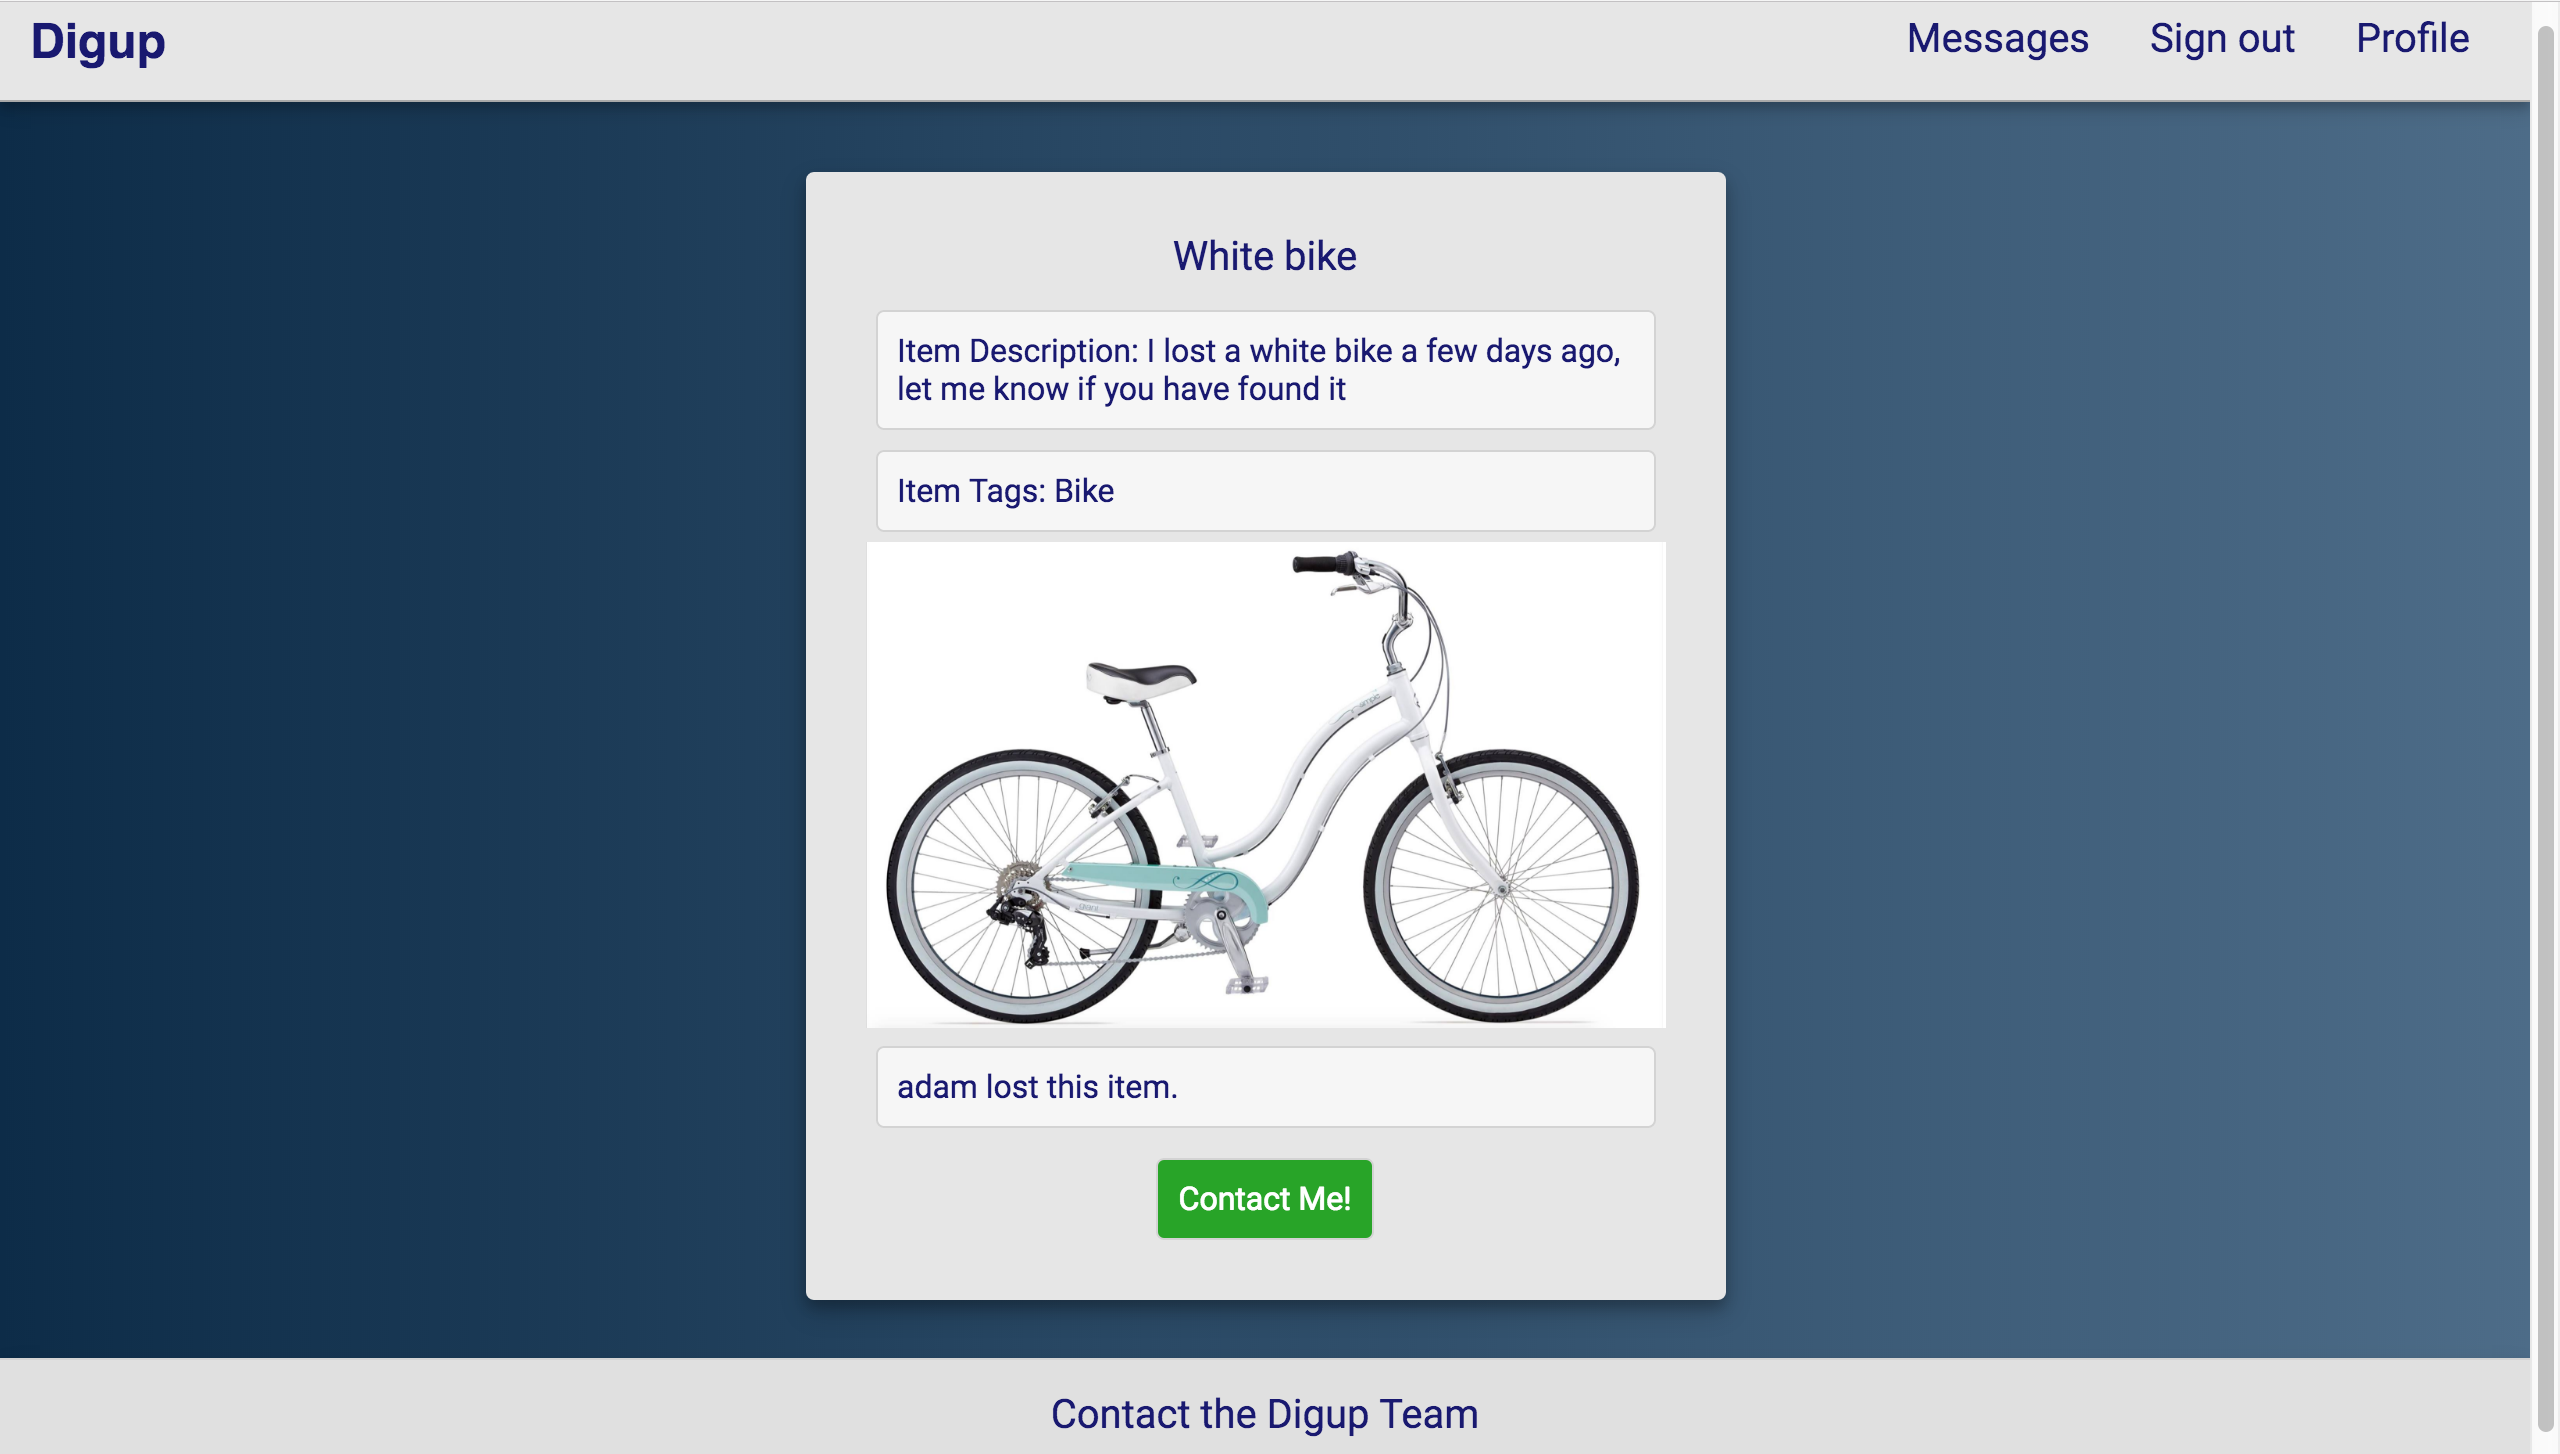 Digup
Messages Sign out Profile
White bike
Item Description: I lost a white bike a few days ago,
let me know if you have found it
Item Tags: Bike
adam lost this item.
Contact Me!
Contact the Digup Team